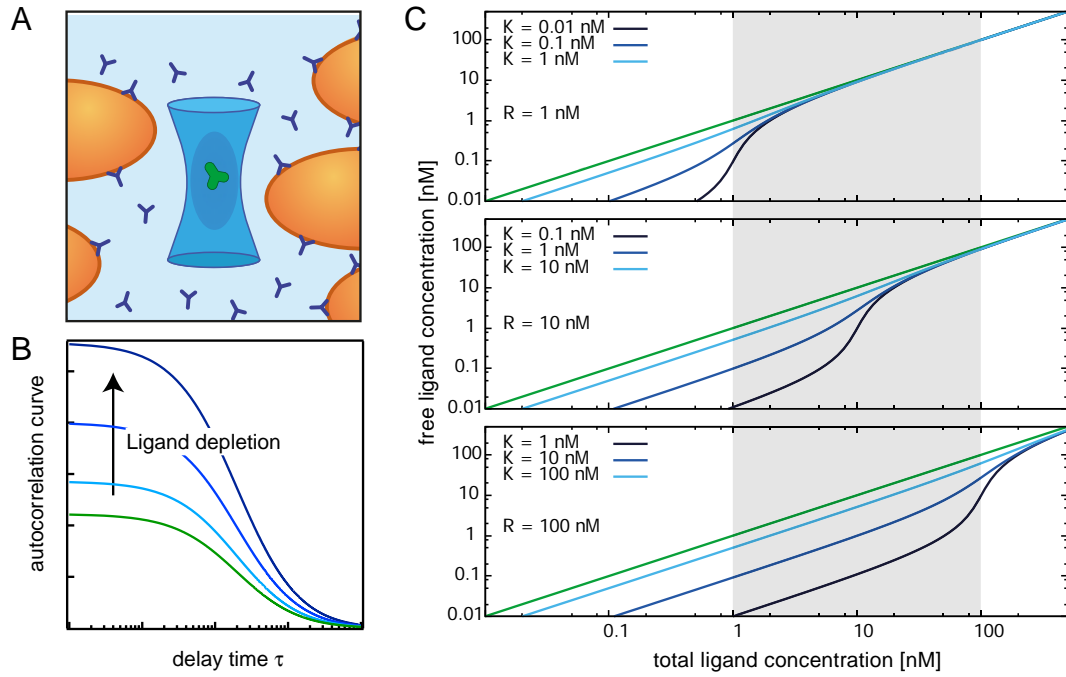 A
B
autocorrelation curve
Ligand depletion
delay time τ
C
free ligand concentration [nM]
100
10
1
0.1
0.01
K = 0.01 nM
K = 0.1 nM
K = 1 nM
R = 1 nM
100
10
1
0.1
0.01
K = 0.1 nM
K = 1 nM
K = 10 nM
R = 10 nM
100
10
1
0.1
0.01
K = 1 nM
K = 10 nM
K = 100 nM
R = 100 nM
0.1 1 10 100
total ligand concentration [nM]